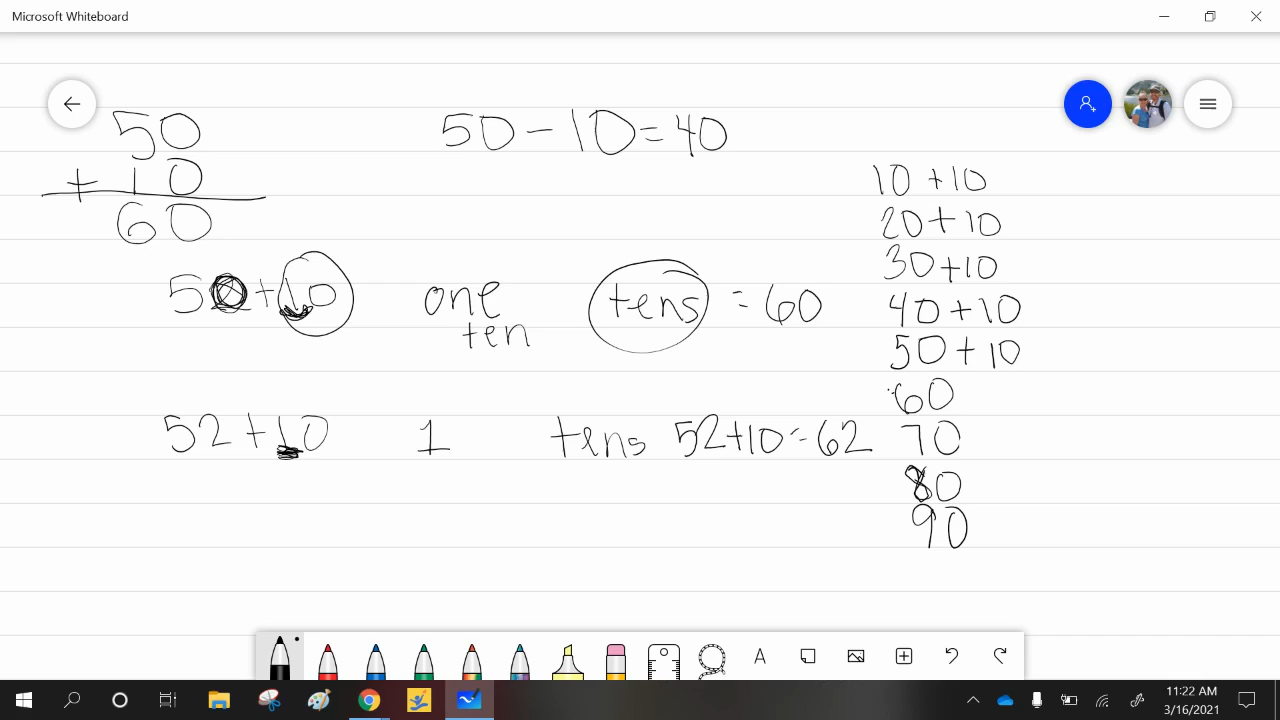 Microsoft Whiteboard
50
+ 10
60
50 - 10 = 40
50 + 10 one ten tens = 60
52 + 10 1 tens 52+10=62
10 + 10
20 + 10
30 + 10
40 + 10
50 + 10
60
70
80
90
A
11:22 AM
3/16/2021